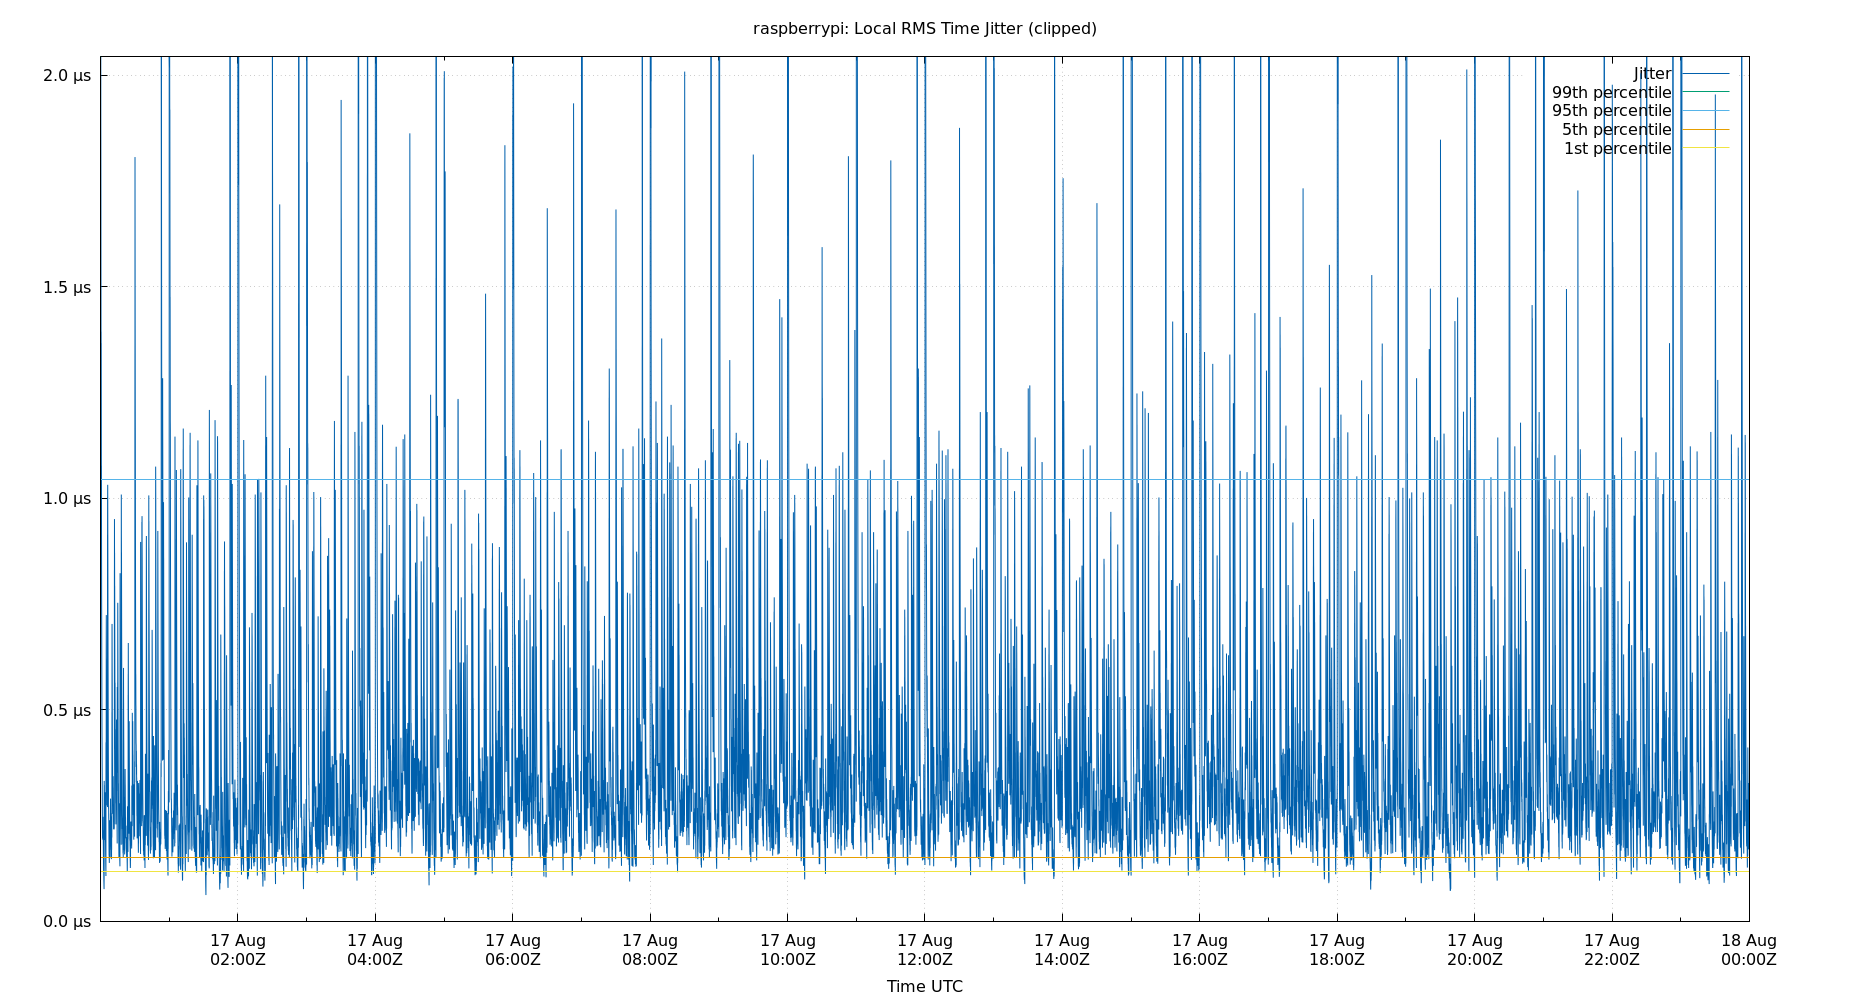 raspberrypi: Local RMS Time Jitter (clipped)
2.0 µs
1.5 µs
1.0 µs
0.5 µs
0.0 µs
Jitter
99th percentile
95th percentile
5th percentile
1st percentile
17 Aug
02:00Z
17 Aug
04:00Z
17 Aug
06:00Z
17 Aug
08:00Z
17 Aug
10:00Z
17 Aug
12:00Z
17 Aug
14:00Z
17 Aug
16:00Z
17 Aug
18:00Z
17 Aug
20:00Z
17 Aug
22:00Z
18 Aug
00:00Z
Time UTC